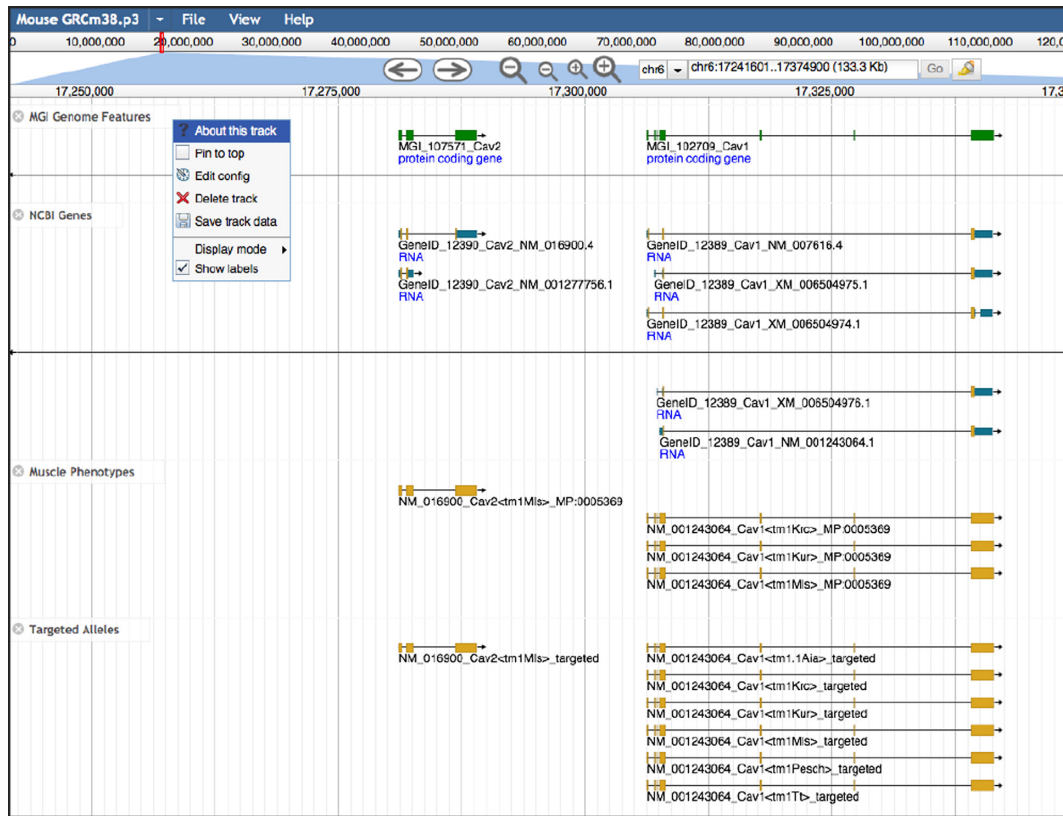 Mouse GRCm38.p3 File View Help
0 10,000,000 20,000,000 30,000,000 40,000,000 50,000,000 60,000,000 70,000,000 80,000,000 90,000,000 100,000,000 110,000,000 120,0
chr6 chr6:17241601..17374900 (133.3 Kb) Go
17,250,000 17,275,000 17,300,000 17,325,000 17,3
MGI Genome Features
? About this track
Pin to top
Edit config
Delete track
Save track data
Display mode
Show labels
MGI_107571_Cav2 MGI_102709_Cav1
protein coding gene protein coding gene
NCBI Genes
GeneID_12390_Cav2_NM_016900.4 GeneID_12389_Cav1_NM_007616.4
RNA RNA
GeneID_12390_Cav2_NM_001277756.1 GeneID_12389_Cav1_XM_006504975.1
RNA RNA
GeneID_12389_Cav1_XM_006504974.1
RNA
GeneID_12389_Cav1_XM_006504976.1
RNA
GeneID_12389_Cav1_NM_001243064.1
RNA
Muscle Phenotypes
NM_016900_Cav2<tm1Mls>_MP:0005369
NM_001243064_Cav1<tm1Krc>_MP:0005369
NM_001243064_Cav1<tm1Kur>_MP:0005369
NM_001243064_Cav1<tm1Mls>_MP:0005369
Targeted Alleles
NM_016900_Cav2<tm1Mls>_targeted NM_001243064_Cav1<tm1.1Aia>_targeted
NM_001243064_Cav1<tm1Krc>_targeted
NM_001243064_Cav1<tm1Kur>_targeted
NM_001243064_Cav1<tm1Mls>_targeted
NM_001243064_Cav1<tm1Pesch>_targeted
NM_001243064_Cav1<tm1Tt>_targeted